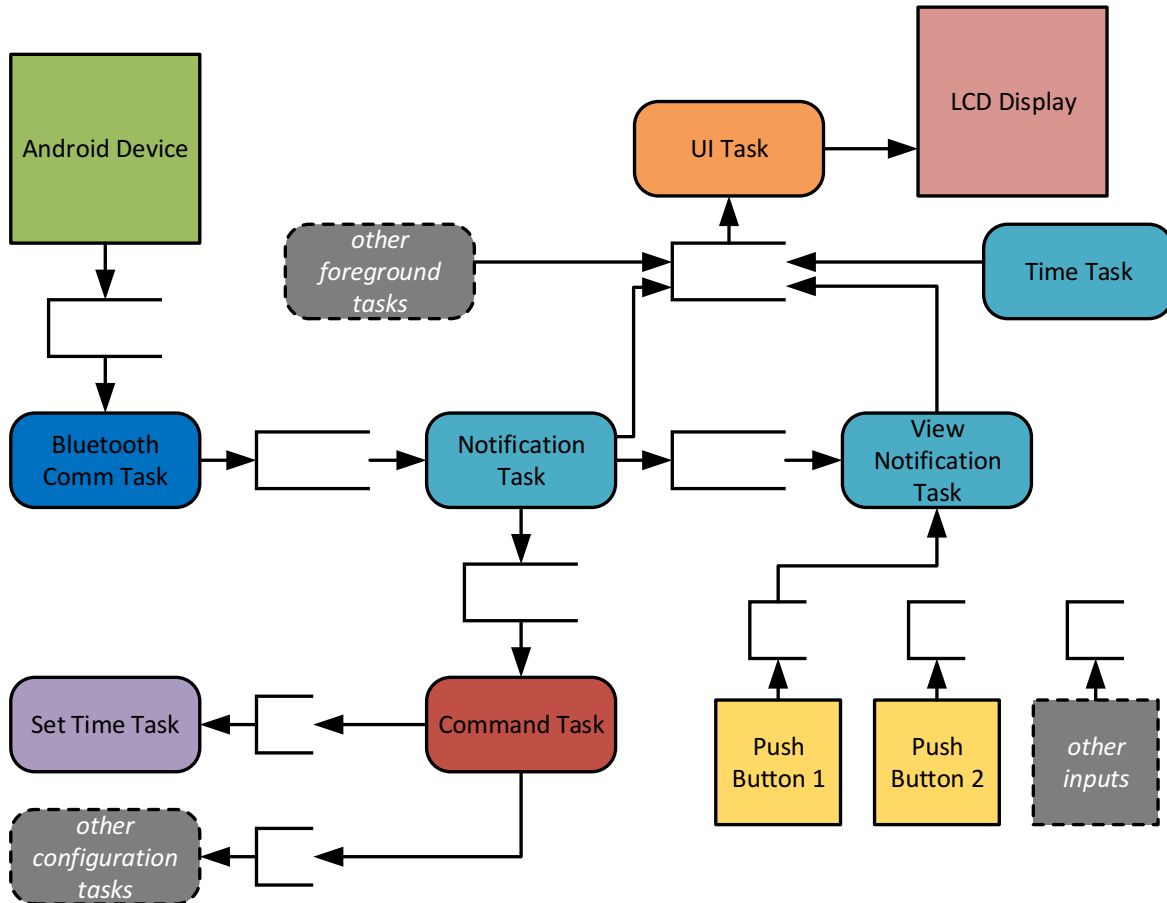 Android Device
UI Task
LCD Display
other
foreground
tasks
Time Task
Bluetooth
Comm Task
Notification
Task
View
Notification
Task
Set Time Task
Command Task
Push
Button 1
Push
Button 2
other
inputs
other
configuration
tasks